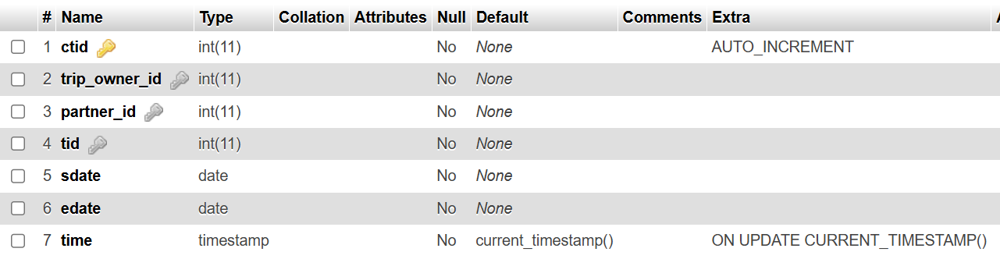 # Name Type Collation Attributes Null Default Comments Extra A
1 ctid int(11) No None AUTO_INCREMENT
2 trip_owner_id int(11) No None
3 partner_id int(11) No None
4 tid int(11) No None
5 sdate date No None
6 edate date No None
7 time timestamp No current_timestamp() ON UPDATE CURRENT_TIMESTAMP()